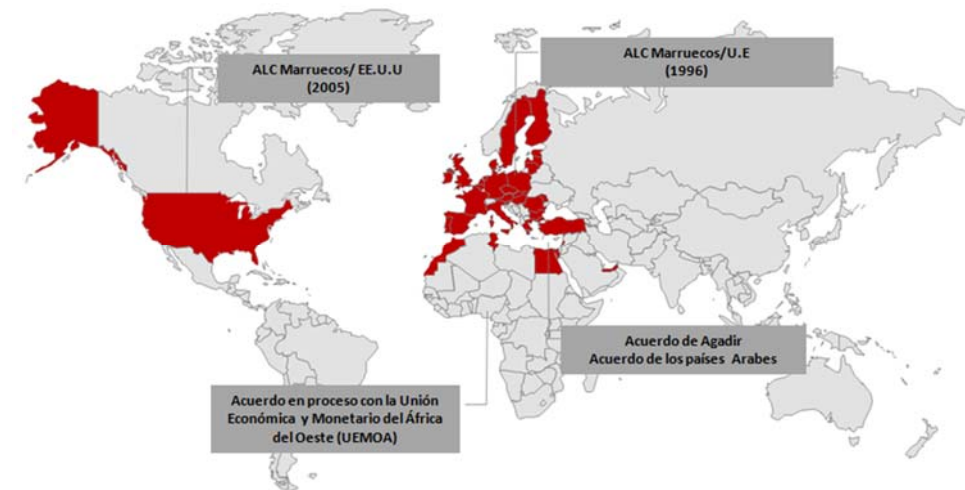 ALC Marruecos/ EE.U.U
(2005)
ALC Marruecos/U.E
(1996)
Acuerdo de Agadir
Acuerdo de los países Arabes
Acuerdo en proceso con la Unión
Económica y Monetario del África
del Oeste (UEMOA)